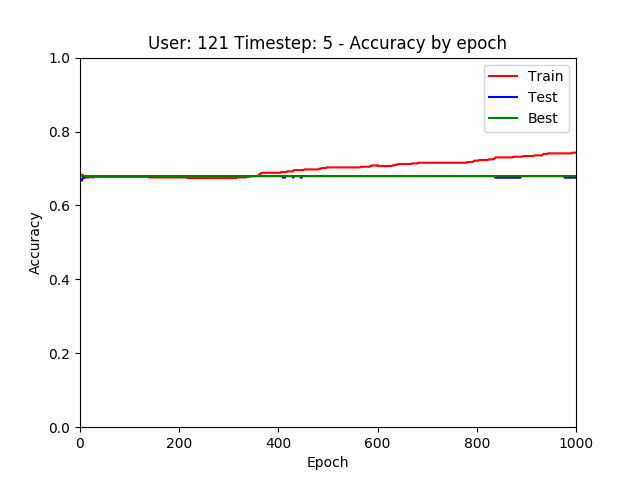 User: 121 Timestep: 5 - Accuracy by epoch
1.0
0.8
0.6
0.4
0.2
0.0
Accuracy
0 200 400 600 800 1000
Epoch
Train
Test
Best